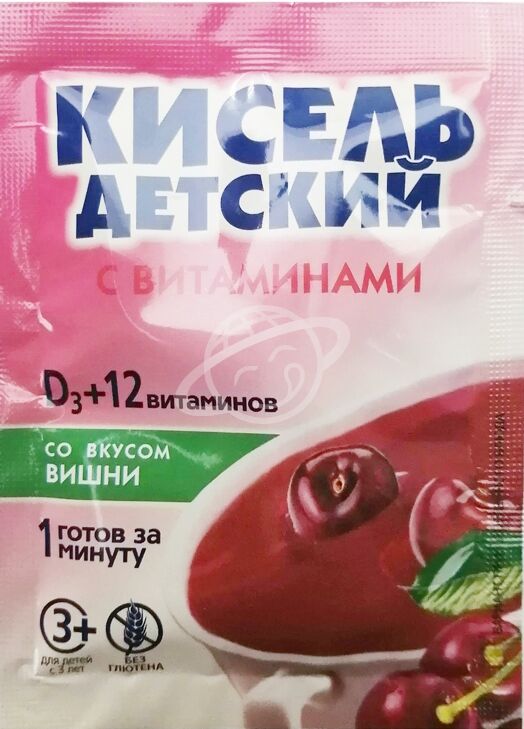 КИСЕЛЬ
ДЕТСКИЙ
С ВИТАМИНАМИ
D3+12 витаминов
СО ВКУСОМ
ВИШНИ
1 ГОТОВ ЗА
МИНУТУ
3+
Для детей
с 3 лет
БЕЗ
ГЛЮТЕНА